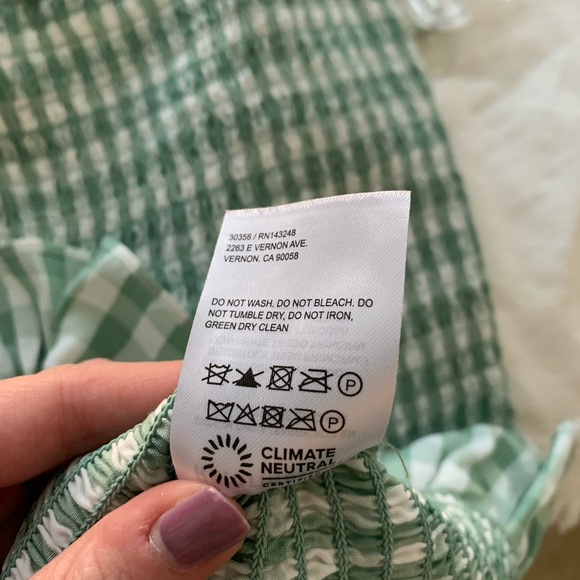 30356 / RN143248
2263 E VERNON AVE.
VERNON. CA 90058
DO NOT WASH. DO NOT BLEACH. DO
NOT TUMBLE DRY, DO NOT IRON,
GREEN DRY CLEAN
P
P
CLIMATE
NEUTRAL